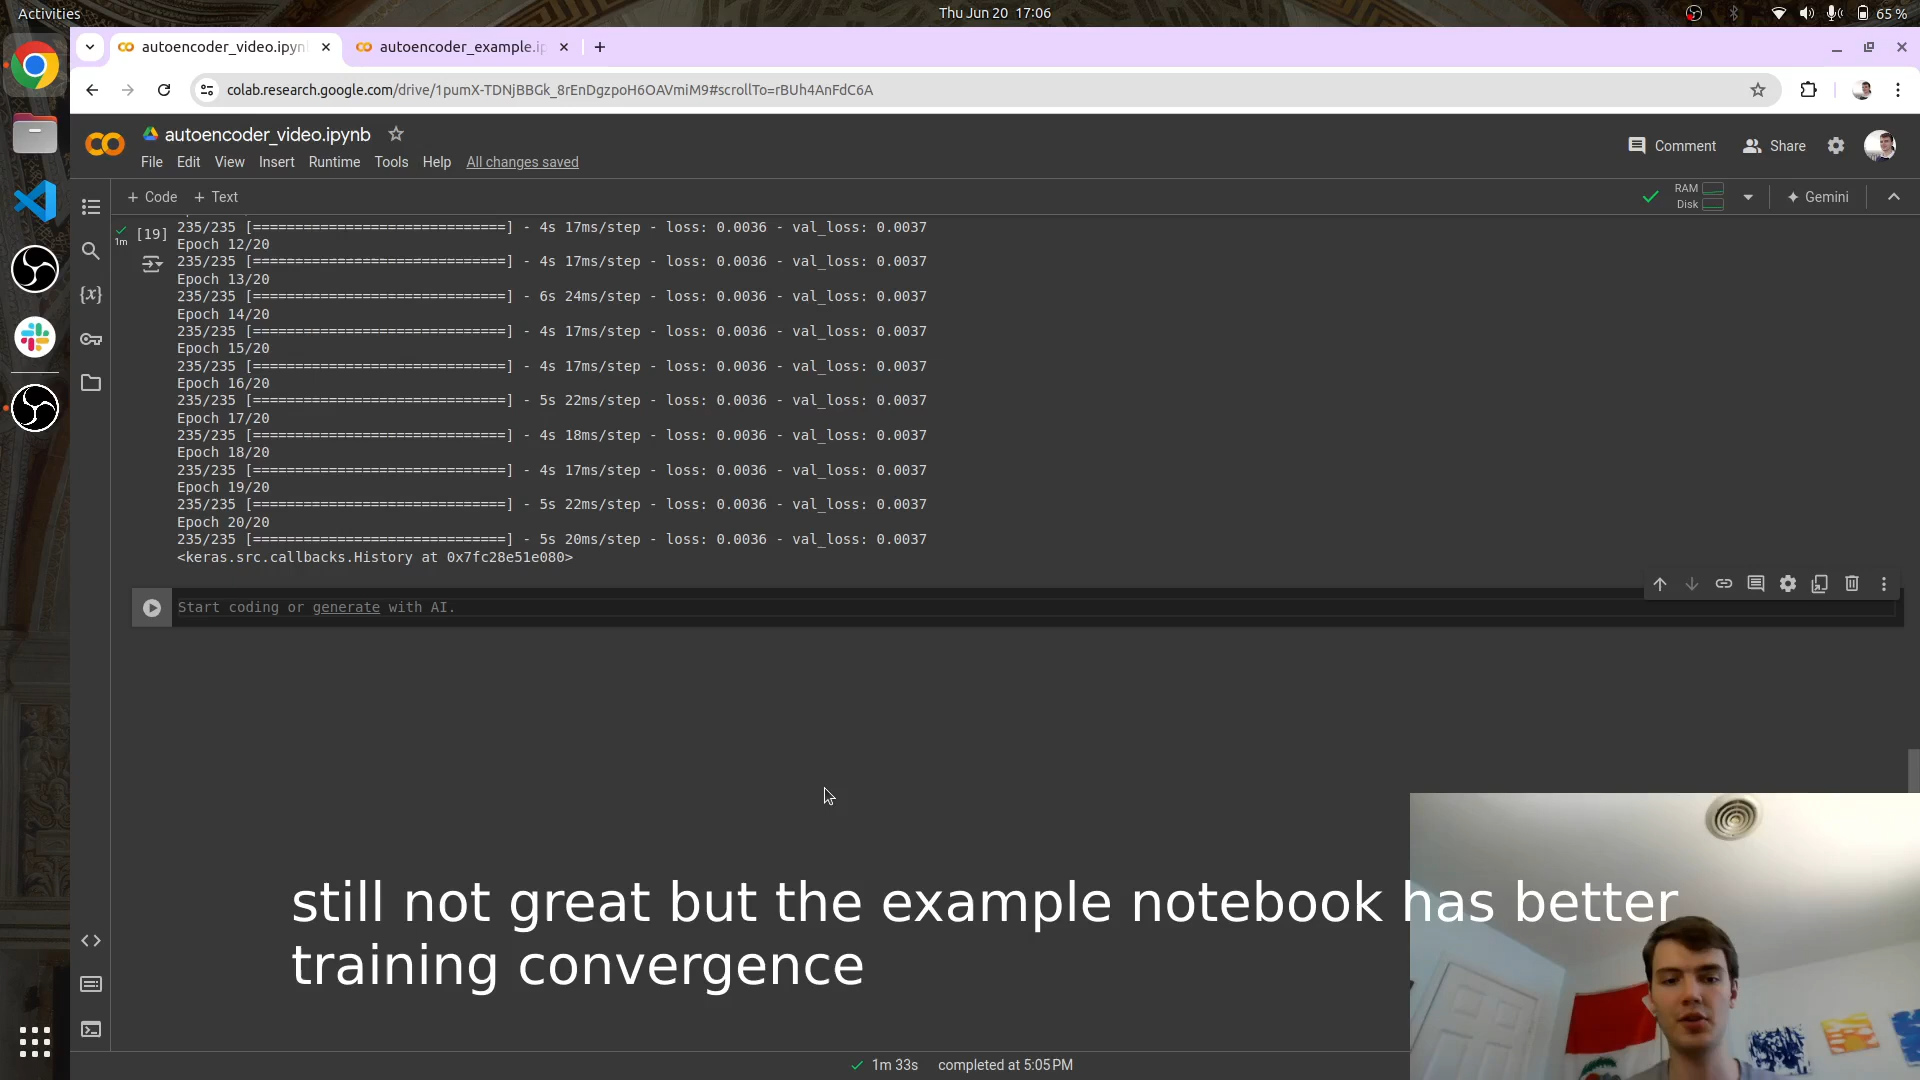 Activities
Thu Jun 20 17:06
65 %
autoencoder_video.ipyn
autoencoder_example.i
colab.research.google.com/drive/1pumX-TDNjBBGk_8rEnDgzpoH6OAVmiM9#scrollTo=rBUh4AnFdC6A
autoencoder_video.ipynb
File Edit View Insert Runtime Tools Help All changes saved
Comment
Share
+ Code + Text
RAM
Disk
Gemini
1m
[19]
235/235 [==============================] - 4s 17ms/step - loss: 0.0036 - val_loss: 0.0037
Epoch 12/20
235/235 [==============================] - 4s 17ms/step - loss: 0.0036 - val_loss: 0.0037
Epoch 13/20
235/235 [==============================] - 6s 24ms/step - loss: 0.0036 - val_loss: 0.0037
Epoch 14/20
235/235 [==============================] - 4s 17ms/step - loss: 0.0036 - val_loss: 0.0037
Epoch 15/20
235/235 [==============================] - 4s 17ms/step - loss: 0.0036 - val_loss: 0.0037
Epoch 16/20
235/235 [==============================] - 5s 22ms/step - loss: 0.0036 - val_loss: 0.0037
Epoch 17/20
235/235 [==============================] - 4s 18ms/step - loss: 0.0036 - val_loss: 0.0037
Epoch 18/20
235/235 [==============================] - 4s 17ms/step - loss: 0.0036 - val_loss: 0.0037
Epoch 19/20
235/235 [==============================] - 5s 22ms/step - loss: 0.0036 - val_loss: 0.0037
Epoch 20/20
235/235 [==============================] - 5s 20ms/step - loss: 0.0036 - val_loss: 0.0037
<keras.src.callbacks.History at 0x7fc28e51e080>
Start coding or generate with AI.
still not great but the example notebook has better
training convergence
1m 33s completed at 5:05 PM